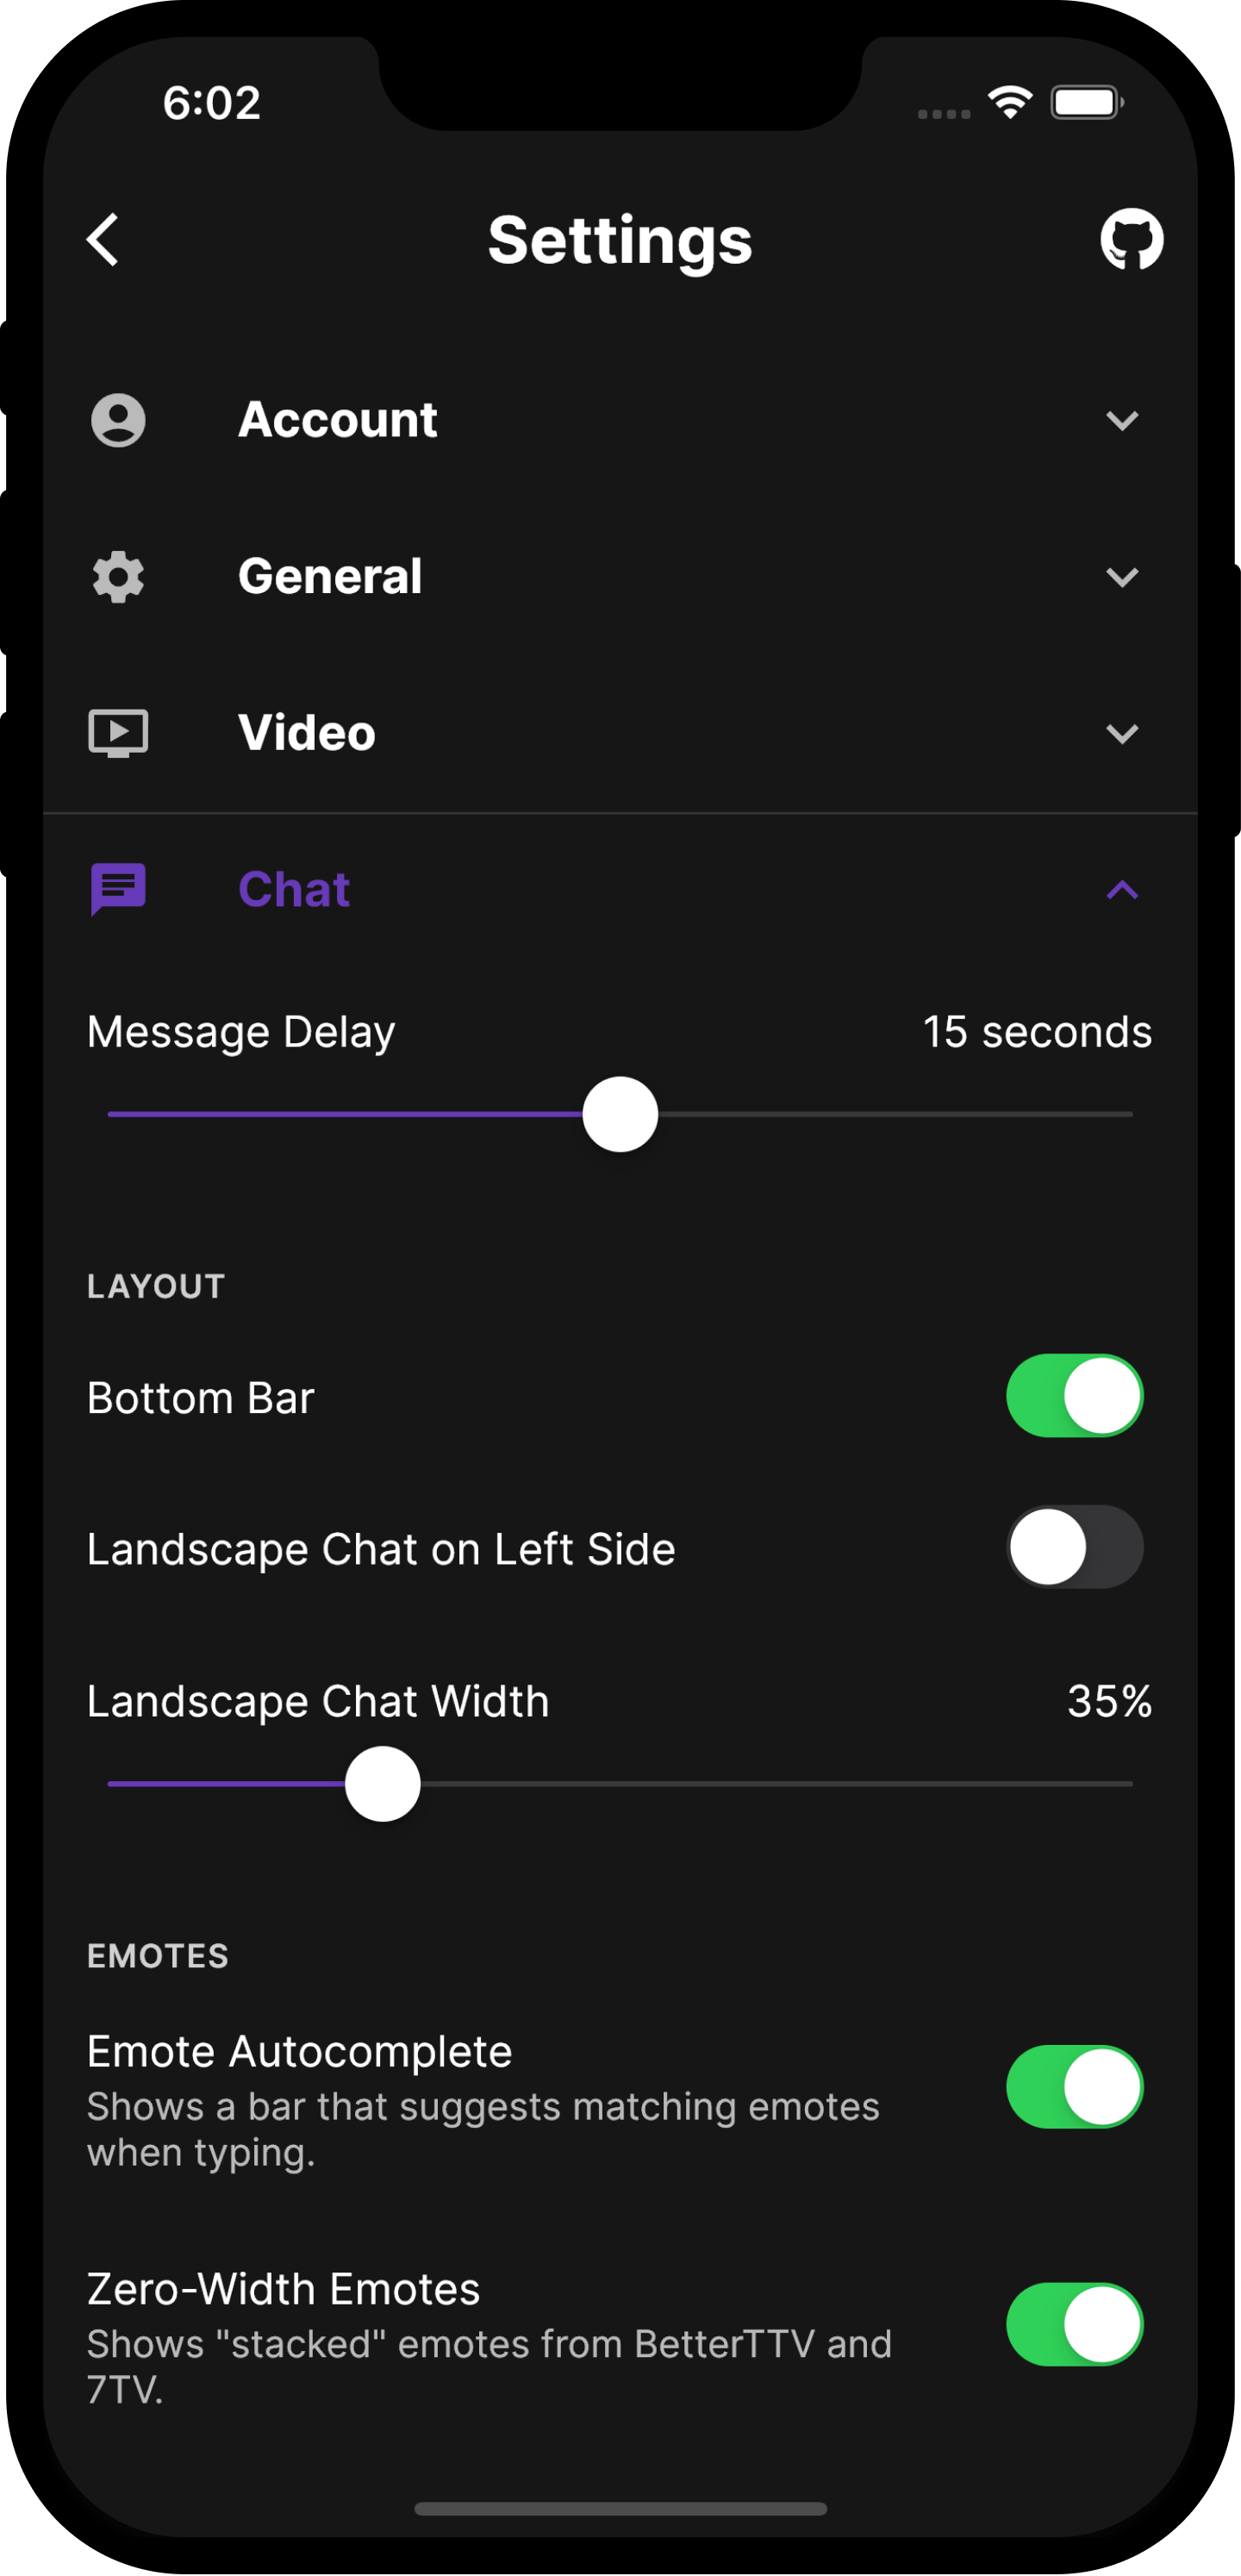 6:02
Settings
Account
General
Video
Chat
Message Delay 15 seconds
LAYOUT
Bottom Bar
Landscape Chat on Left Side
Landscape Chat Width 35%
EMOTES
Emote Autocomplete
Shows a bar that suggests matching emotes
when typing.
Zero-Width Emotes
Shows "stacked" emotes from BetterTTV and
7TV.